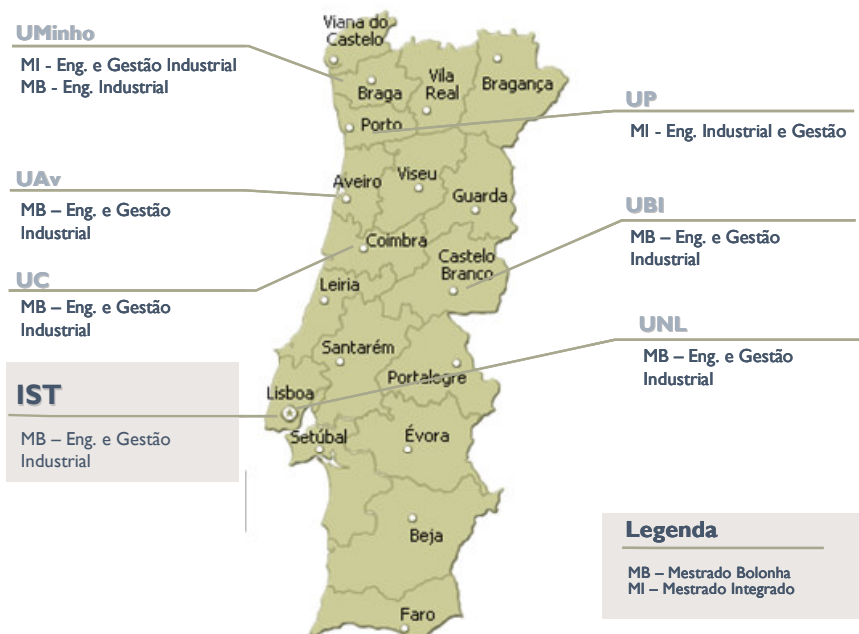 UMinho
MI - Eng. e Gestão Industrial
MB - Eng. Industrial
UAv
MB – Eng. e Gestão
Industrial
UC
MB – Eng. e Gestão
Industrial
IST
MB – Eng. e Gestão
Industrial
Viana do
Castelo
Braga
Vila
Real
Bragança
Porto
Aveiro
Viseu
Guarda
Coimbra
Castelo
Branco
Leiria
Santarém
Portalegre
Lisboa
Setúbal
Évora
Beja
Faro
UP
MI - Eng. Industrial e Gestão
UBI
MB – Eng. e Gestão
Industrial
UNL
MB – Eng. e Gestão
Industrial
Legenda
MB – Mestrado Bolonha
MI – Mestrado Integrado